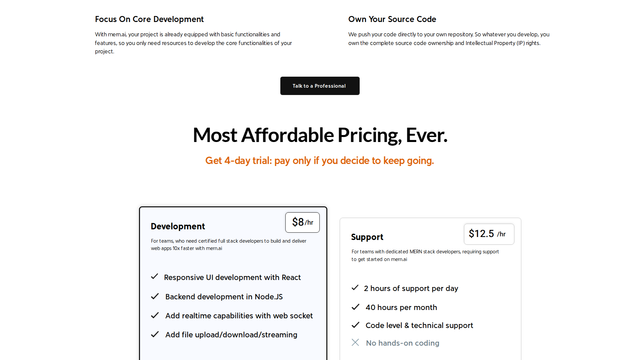 Focus On Core Development
With mern.ai, your project is already equipped with basic functionalities and
features, so you only need resources to develop the core functionalities of your
project.
Own Your Source Code
We push your code directly to your own repository. So whatever you develop, you
own the complete source code ownership and Intellectual Property (IP) rights.
Talk to a Professional
Most Affordable Pricing, Ever.
Get 4-day trial: pay only if you decide to keep going.
Development
$8/hr
For teams, who need certified full stack developers to build and deliver
web apps 10x faster with mern.ai
Responsive UI development with React
Backend development in Node.JS
Add realtime capabilities with web socket
Add file upload/download/streaming
Support
$12.5 /hr
For teams with dedicated MERN stack developers, requiring support
to get started on mern.ai
2 hours of support per day
40 hours per month
Code level & technical support
No hands-on coding